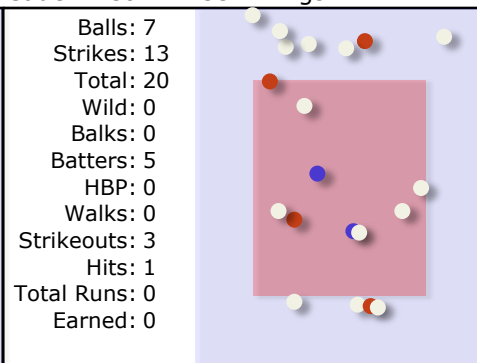 Balls: 7
Strikes: 13
Total: 20
Wild: 0
Balks: 0
Batters: 5
HBP: 0
Walks: 0
Strikeouts: 3
Hits: 1
Total Runs: 0
Earned: 0